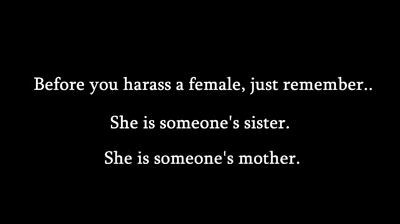 Before you harass a female, just remember..
She is someone's sister.
She is someone's mother.